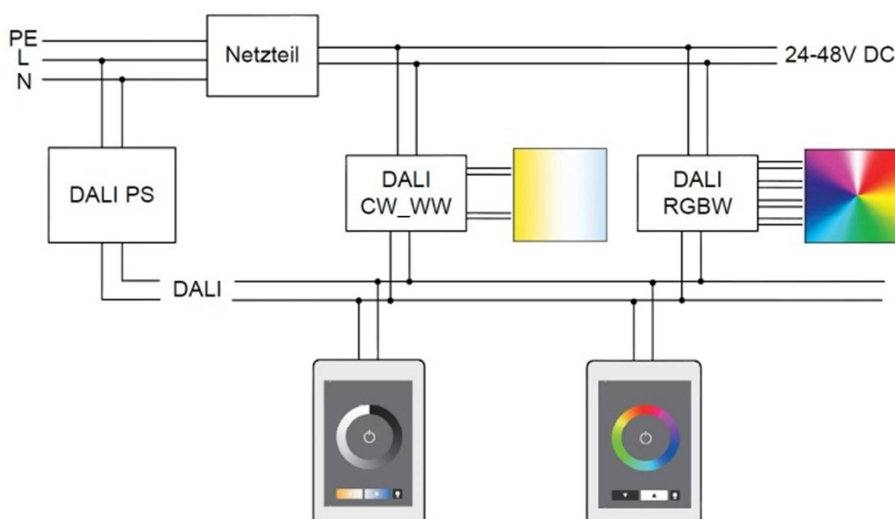 PE
L
N
Netzteil
24-48V DC
DALI PS
DALI
CW_WW
DALI
RGBW
DALI